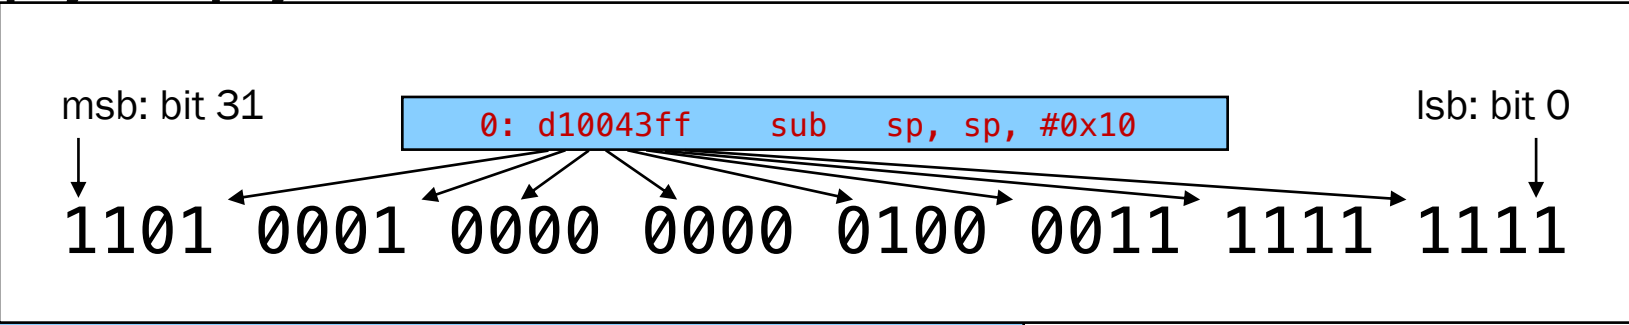 msb: bit 31
0: d10043ff sub sp, sp, #0x10
lsb: bit 0
1101 0001 0000 0000 0100 0011 1111 1111